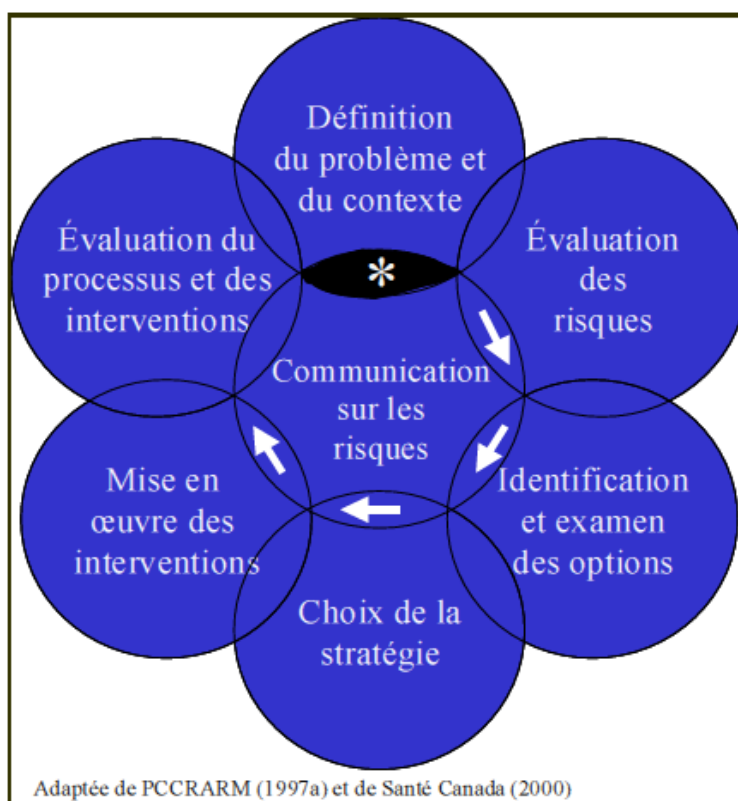 Définition
du problème et
du contexte
Évaluation
des
risques
Identification
et examen
des options
Choix de la
stratégie
Mise en
œuvre des
interventions
Évaluation du
processus et des
interventions
*
Communication
sur les
risques
Adaptée de PCCRARM (1997a) et de Santé Canada (2000)